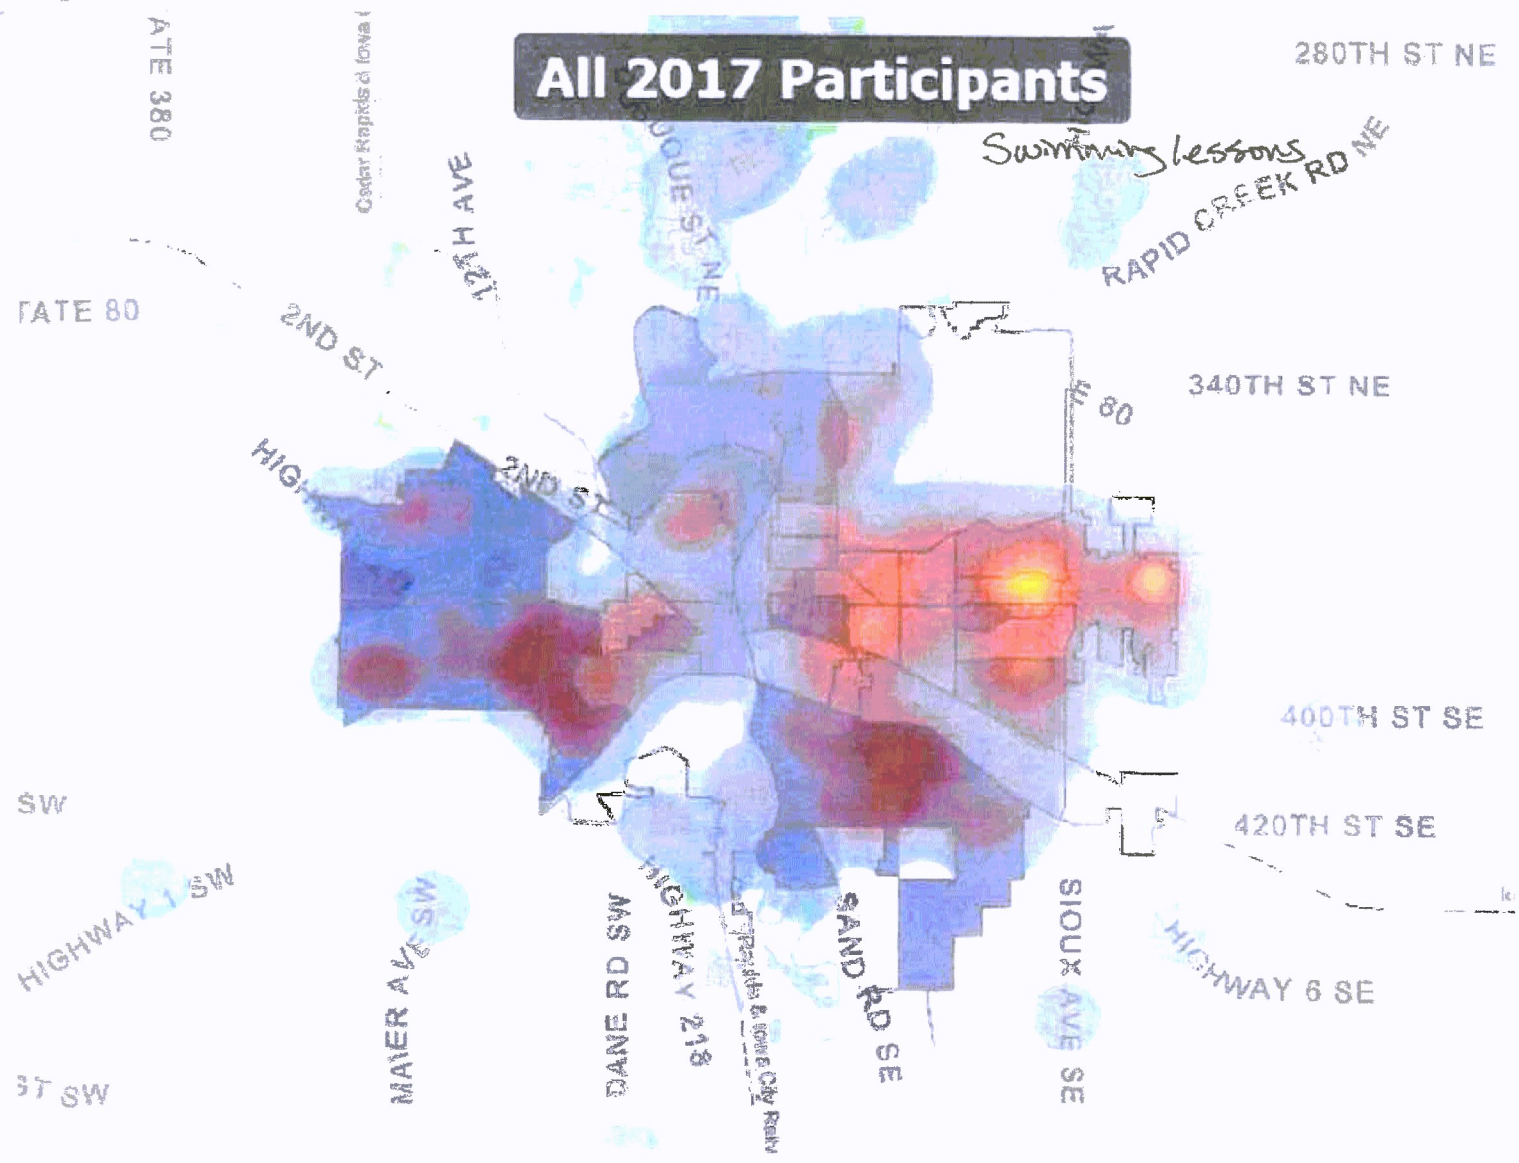 All 2017 Participants
Swimming lessons
280TH ST NE
ATE 380
12TH AVE
ST NE
RAPID CREEK RD NE
TATE 80
2ND ST
80
340TH ST NE
2ND ST
400TH ST SE
SW
420TH ST SE
HIGHWAY 1 SW
MAIER AVE SW
DANE RD SW
HIGHWAY 218
SAND RD SE
SIOUX AVE SE
HIGHWAY 6 SE
ST SW